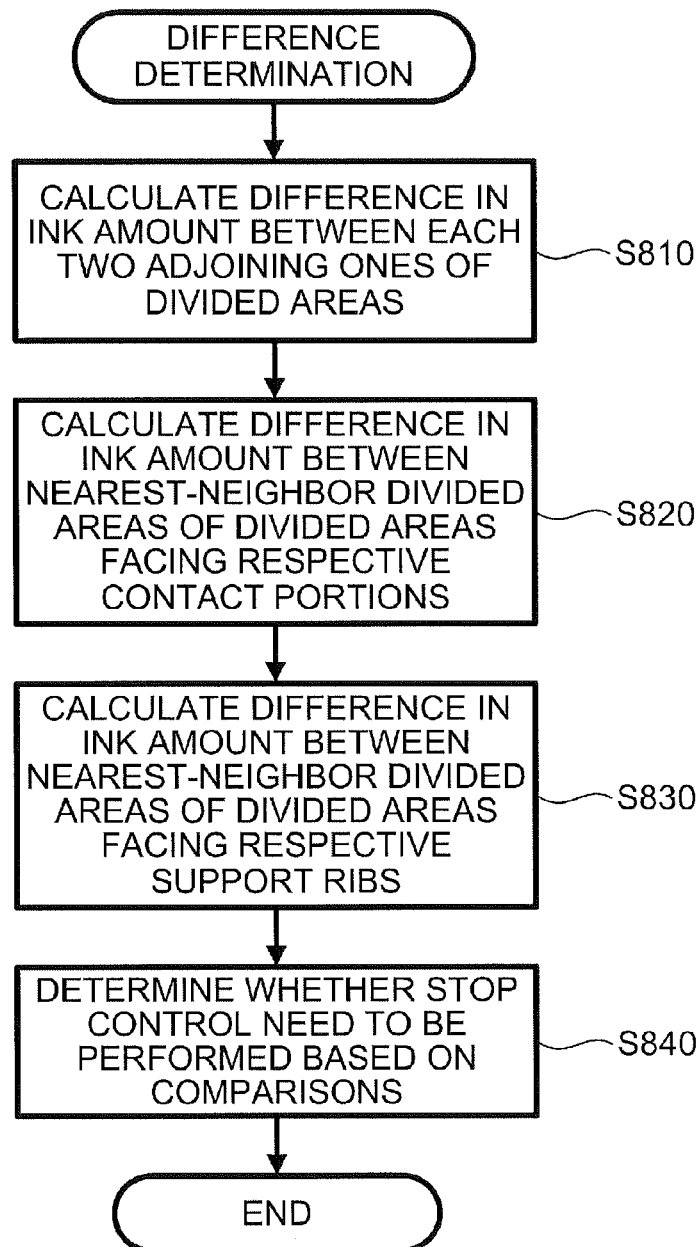 DIFFERENCE
DETERMINATION
CALCULATE DIFFERENCE IN
INK AMOUNT BETWEEN EACH
TWO ADJOINING ONES OF
DIVIDED AREAS
S810
CALCULATE DIFFERENCE IN
INK AMOUNT BETWEEN
NEAREST-NEIGHBOR DIVIDED
AREAS OF DIVIDED AREAS
FACING RESPECTIVE
CONTACT PORTIONS
S820
CALCULATE DIFFERENCE IN
INK AMOUNT BETWEEN
NEAREST-NEIGHBOR DIVIDED
AREAS OF DIVIDED AREAS
FACING RESPECTIVE
SUPPORT RIBS
S830
DETERMINE WHETHER STOP
CONTROL NEED TO BE
PERFORMED BASED ON
COMPARISONS
S840
END